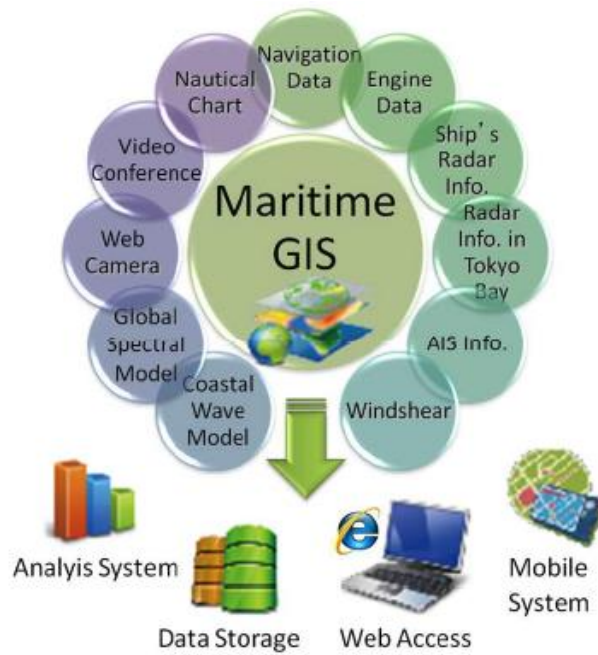 Navigation
Data
Engine
Data
Ship's
Radar
Info.
Radar
Info. in
Tokyo
Bay
AIS Info.
Windshear
Coastal
Wave
Model
Global
Spectral
Model
Web
Camera
Video
Conference
Nautical
Chart
Maritime
GIS
Analyis System
Data Storage
Web Access
Mobile
System